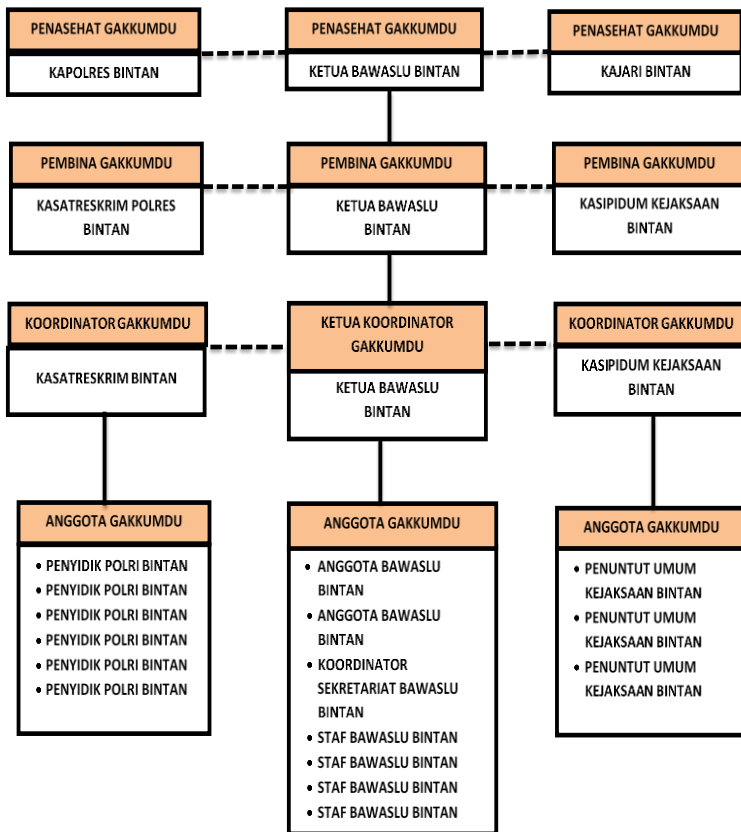 PENASEHAT GAKKUMDU
KAPOLRES BINTAN
PENASEHAT GAKKUMDU
KETUA BAWASLU BINTAN
PENASEHAT GAKKUMDU
KAJARI BINTAN
PEMBINA GAKKUMDU
KASATRESKRIM POLRES
BINTAN
PEMBINA GAKKUMDU
KETUA BAWASLU
BINTAN
PEMBINA GAKKUMDU
KASIPIDUM KEJAKSAAN
BINTAN
KOORDINATOR GAKKUMDU
KASATRESKRIM BINTAN
KETUA KOORDINATOR
GAKKUMDU
KETUA BAWASLU
BINTAN
KOORDINATOR GAKKUMDU
KASIPIDUM KEJAKSAAN
BINTAN
ANGGOTA GAKKUMDU
• PENYIDIK POLRI BINTAN
• PENYIDIK POLRI BINTAN
• PENYIDIK POLRI BINTAN
• PENYIDIK POLRI BINTAN
• PENYIDIK POLRI BINTAN
• PENYIDIK POLRI BINTAN
ANGGOTA GAKKUMDU
• ANGGOTA BAWASLU
BINTAN
• ANGGOTA BAWASLU
BINTAN
• KOORDINATOR
SEKRETARIAT BAWASLU
BINTAN
• STAF BAWASLU BINTAN
• STAF BAWASLU BINTAN
• STAF BAWASLU BINTAN
• STAF BAWASLU BINTAN
ANGGOTA GAKKUMDU
• PENUNTUT UMUM
KEJAKSAAN BINTAN
• PENUNTUT UMUM
KEJAKSAAN BINTAN
• PENUNTUT UMUM
KEJAKSAAN BINTAN